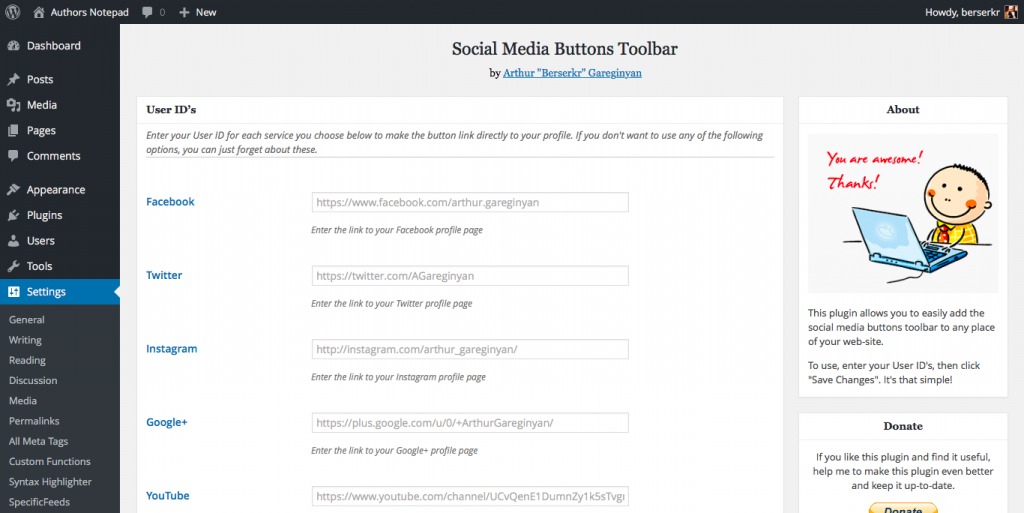 Authors Notepad
0
New
Howdy, berserkr
Dashboard
Posts
Media
Pages
Comments
Appearance
Plugins
Users
Tools
Settings
General
Writing
Reading
Discussion
Media
Permalinks
All Meta Tags
Custom Functions
Syntax Highlighter
SpecificFeeds
Social Media Buttons Toolbar
by Arthur "Berserkr" Gareginyan
User ID's
Enter your User ID for each service you choose below to make the button link directly to your profile. If you don't want to use any of the following
options, you can just forget about these.
Facebook
https://www.facebook.com/arthur.gareginyan
Enter the link to your Facebook profile page
Twitter
https://twitter.com/AGareginyan
Enter the link to your Twitter profile page
Instagram
http://instagram.com/arthur_gareginyan/
Enter the link to your Instagram profile page
Google+
https://plus.google.com/u/0/+ArthurGareginyan/
Enter the link to your Google+ profile page
YouTube
https://www.youtube.com/channel/UCvQenE1DumnZy1k5sTvgr
About
You are awesome!
Thanks!
This plugin allows you to easily add the
social media buttons toolbar to any place
of your web-site.
To use, enter your User ID's, then click
"Save Changes". It's that simple!
Donate
If you like this plugin and find it useful,
help me to make this plugin even better
and keep it up-to-date.
Donate